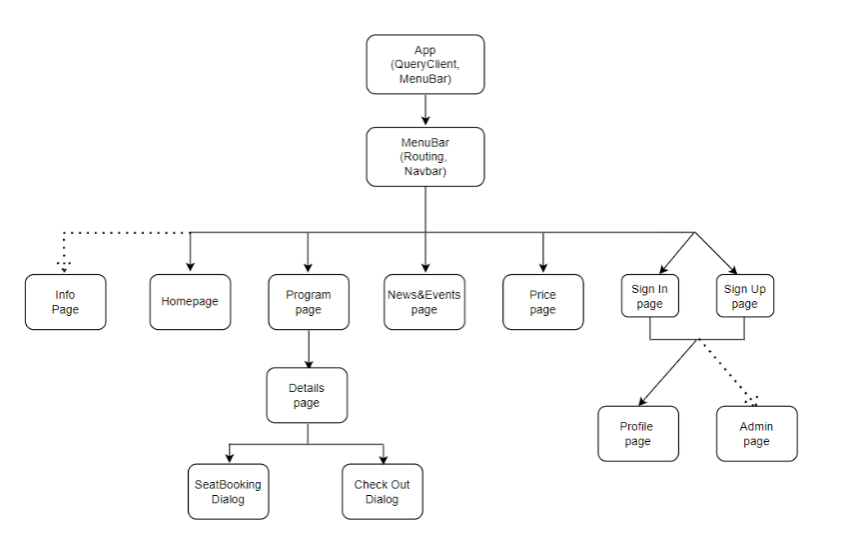 App
(QueryClient,
MenuBar)
MenuBar
(Routing,
Navbar)
Info
Page
Homepage
Program
page
News&Events
page
Price
page
Sign In
page
Sign Up
page
Details
page
Profile
page
Admin
page
SeatBooking
Dialog
Check Out
Dialog